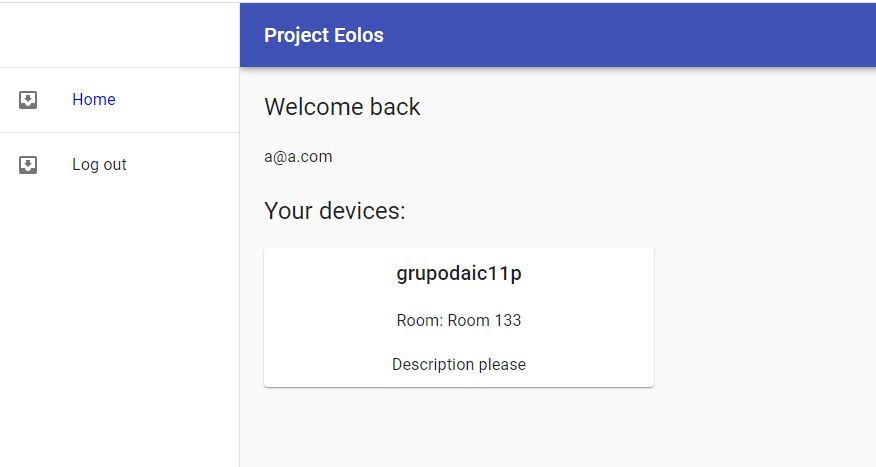 Project Eolos
Home
Log out
Welcome back
a@a.com
Your devices:
grupodaic11p
Room: Room 133
Description please